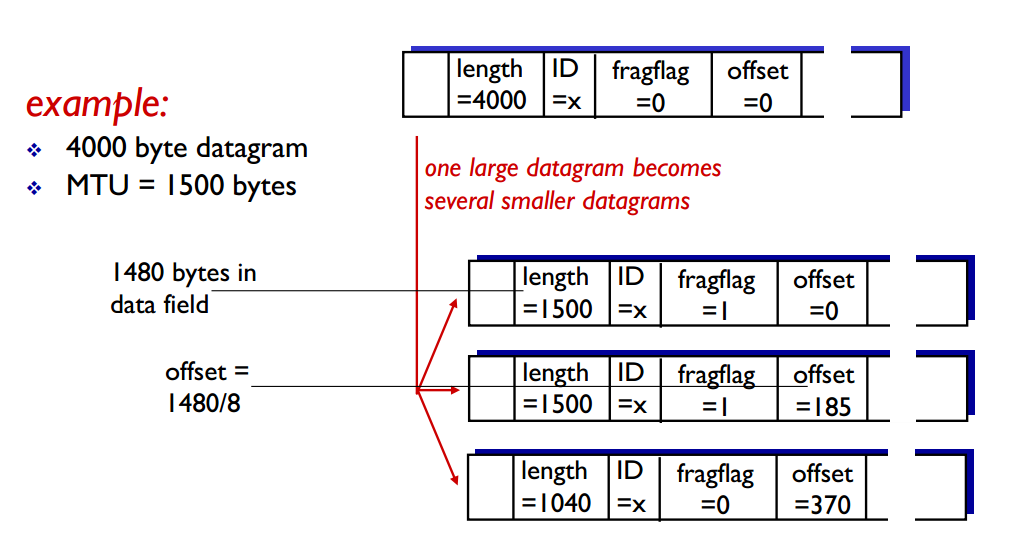 length ID fragflag offset
=4000 =x =0 =0
example:
4000 byte datagram
MTU = 1500 bytes
one large datagram becomes
several smaller datagrams
1480 bytes in
data field
length ID fragflag offset
=1500 =x =1 =0
offset =
1480/8
length ID fragflag offset
=1500 =x =1 =185
length ID fragflag offset
=1040 =x =0 =370